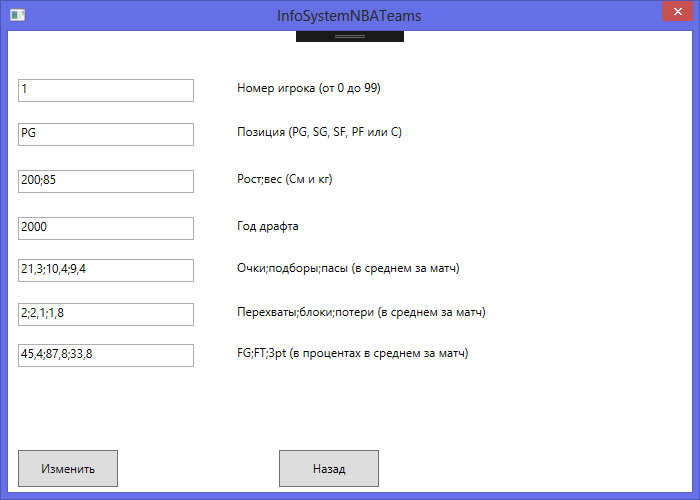 InfoSystemNBATeams
1 Номер игрока (от 0 до 99)
PG Позиция (PG, SG, SF, PF или C)
200;85 Рост;вес (См и кг)
2000 Год драфта
21,3;10,4;9,4 Очки;подборы;пасы (в среднем за матч)
2;2,1;1,8 Перехваты;блоки;потери (в среднем за матч)
45,4;87,8;33,8 FG;FT;3pt (в процентах в среднем за матч)
Изменить Назад